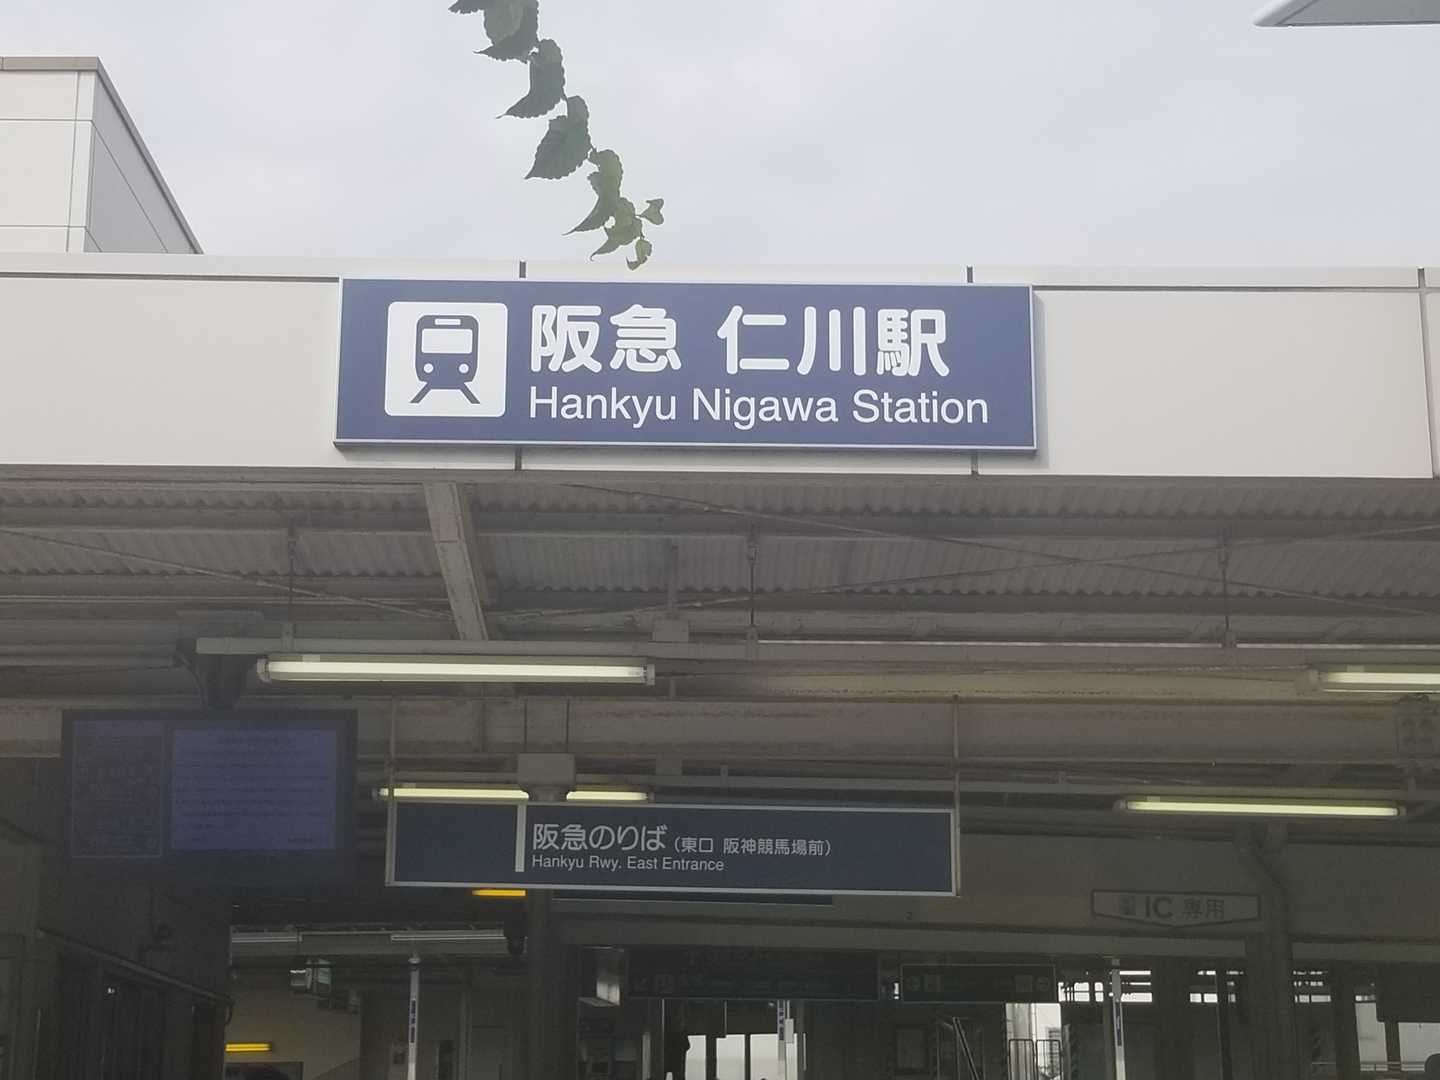 阪急 仁川駅
Hankyu Nigawa Station
阪急のりば（東口 阪神競馬場前）
Hankyu Rwy. East Entrance
IC 専用